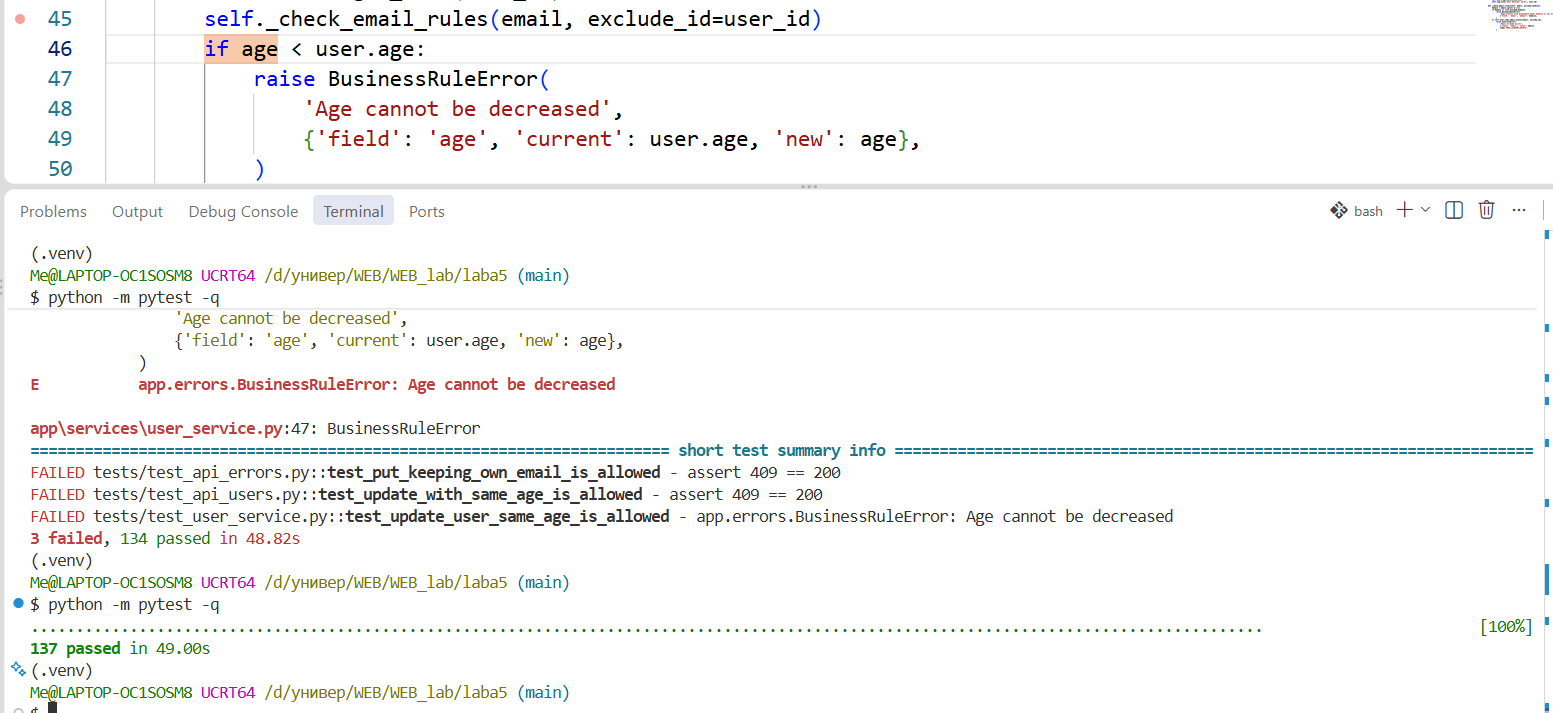 45 self._check_email_rules(email, exclude_id=user_id)
46 if age < user.age:
47 raise BusinessRuleError(
48 'Age cannot be decreased',
49 {'field': 'age', 'current': user.age, 'new': age},
50 )
Problems Output Debug Console Terminal Ports bash
(.venv)
Me@LAPTOP-OC1SOSM8 UCRT64 /d/универ/WEB/WEB_lab/laba5 (main)
$ python -m pytest -q
'Age cannot be decreased',
{'field': 'age', 'current': user.age, 'new': age},
)
E app.errors.BusinessRuleError: Age cannot be decreased
app\services\user_service.py:47: BusinessRuleError
======================================================================= short test summary info =======================================================================
FAILED tests/test_api_errors.py::test_put_keeping_own_email_is_allowed - assert 409 == 200
FAILED tests/test_api_users.py::test_update_with_same_age_is_allowed - assert 409 == 200
FAILED tests/test_user_service.py::test_update_user_same_age_is_allowed - app.errors.BusinessRuleError: Age cannot be decreased
3 failed, 134 passed in 48.82s
(.venv)
Me@LAPTOP-OC1SOSM8 UCRT64 /d/универ/WEB/WEB_lab/laba5 (main)
$ python -m pytest -q
......................................................................................................................................... [100%]
137 passed in 49.00s
(.venv)
Me@LAPTOP-OC1SOSM8 UCRT64 /d/универ/WEB/WEB_lab/laba5 (main)
$